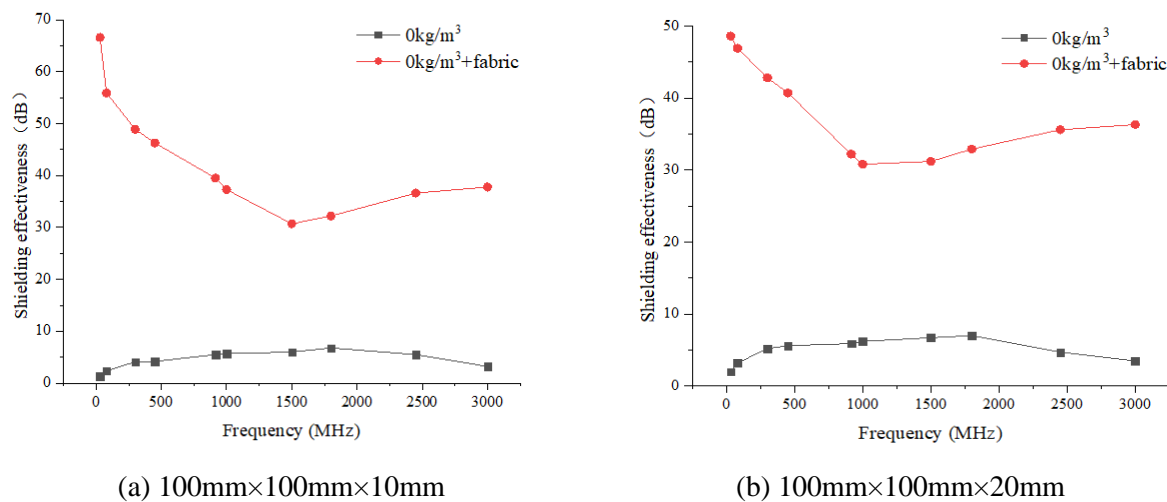 70
60
50
40
30
20
10
0
Shielding effectiveness（dB）
0kg/m³
0kg/m³+fabric
0 500 1000 1500 2000 2500 3000
Frequency (MHz)
(a) 100mm×100mm×10mm
50
40
30
20
10
0
Shielding effectiveness（dB）
0kg/m³
0kg/m³+fabric
0 500 1000 1500 2000 2500 3000
Frequency (MHz)
(b) 100mm×100mm×20mm